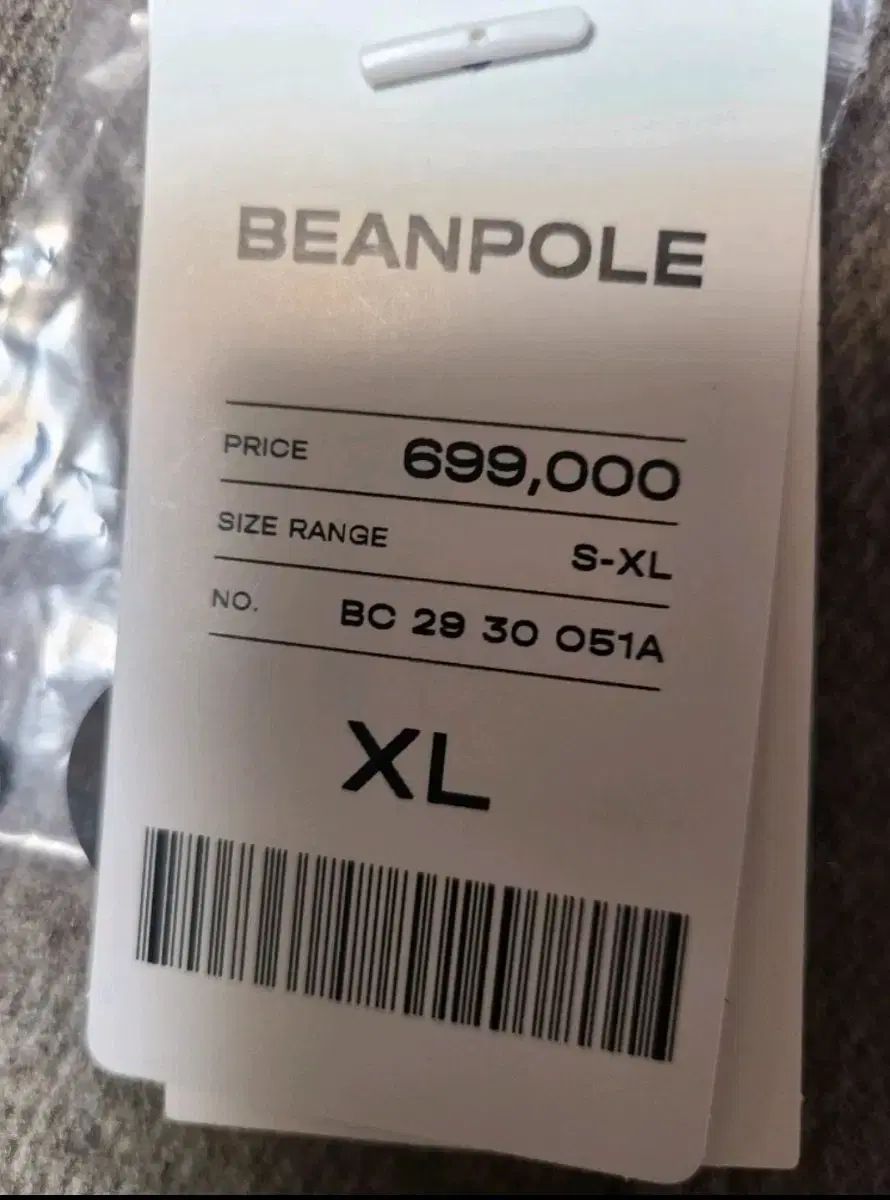 BEANPOLE
PRICE 699,000
SIZE RANGE S-XL
NO. BC 29 30 051A
XL